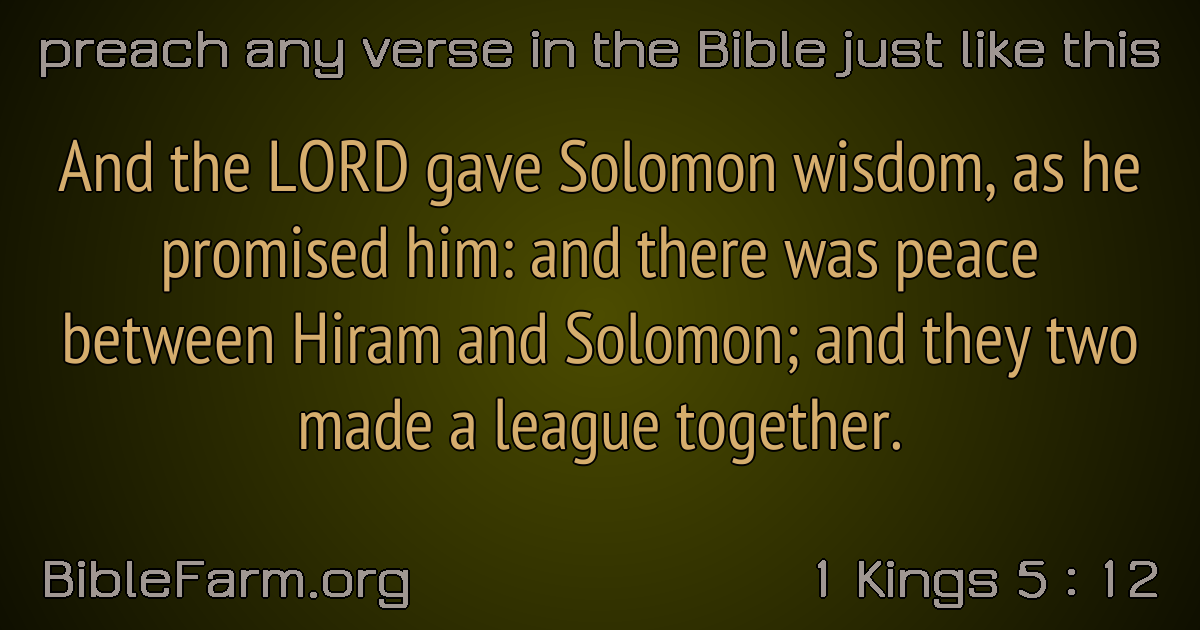 preach any verse in the Bible just like this
And the LORD gave Solomon wisdom, as he
promised him: and there was peace
between Hiram and Solomon; and they two
made a league together.
BibleFarm.org
1 Kings 5 : 12